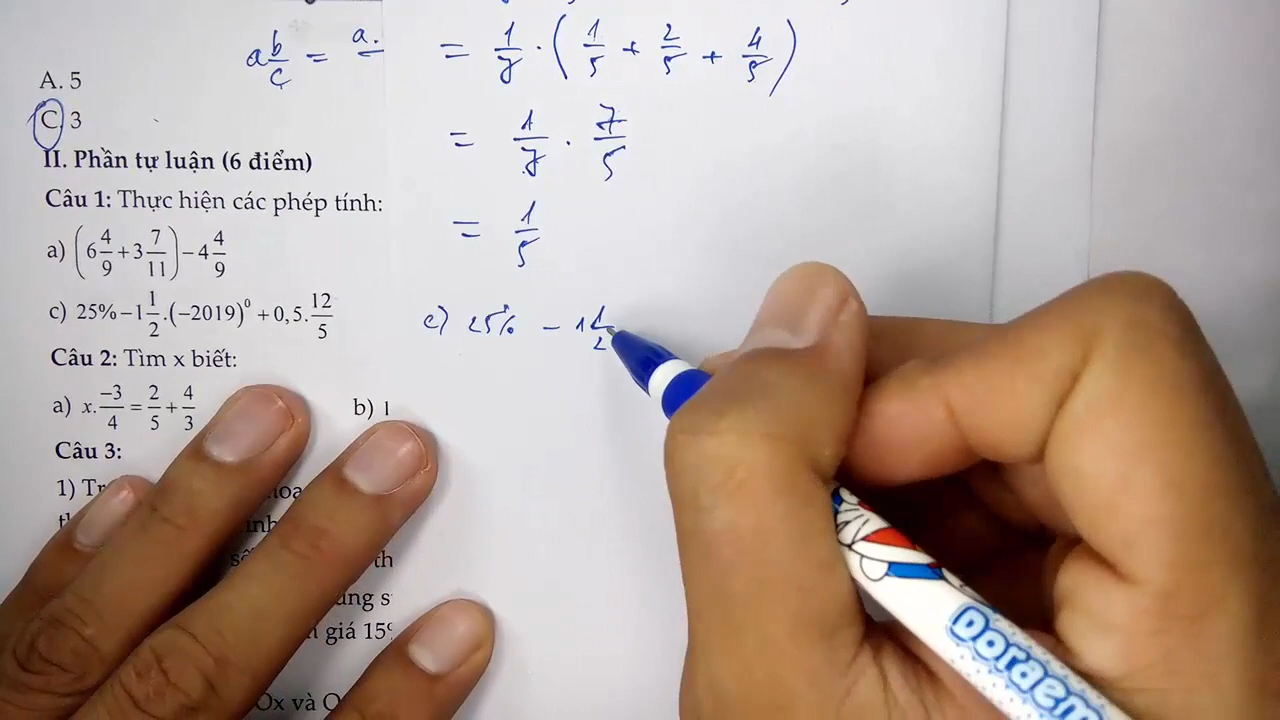 A. 5
C. 3
II. Phần tự luận (6 điểm)
Câu 1: Thực hiện các phép tính:
a) (6 4/9 + 3 7/11) − 4 4/9
c) 25% − 1 1/2 . (−2019)^0 + 0,5. 12/5
Câu 2: Tìm x biết:
a) x. −3/4 = 2/5 + 4/3
b)
Câu 3:
1)
giá 15
Ox và O
a b/c = a.
= 1/7 . (1/5 + 2/5 + 4/5)
= 1/7 . 7/5
= 1/5
c) 25% − 1 1/2
Doraem